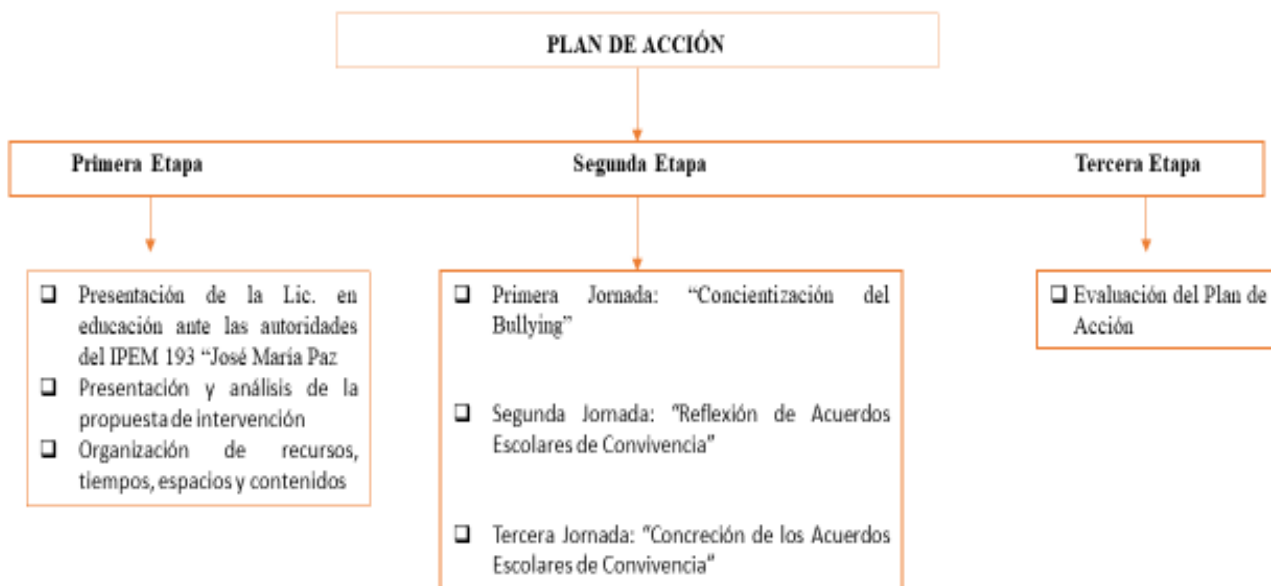 PLAN DE ACCIÓN
Primera Etapa
Segunda Etapa
Tercera Etapa
Presentación de la Lic. en
educación ante las autoridades
del IPEM 193 “José María Paz
Presentación y análisis de la
propuesta de intervención
Organización de recursos,
tiempos, espacios y contenidos
Primera Jornada: “Concientización del
Bullying”
Segunda Jornada: “Reflexión de Acuerdos
Escolares de Convivencia”
Tercera Jornada: “Concreción de los Acuerdos
Escolares de Convivencia”
Evaluación del Plan de
Acción